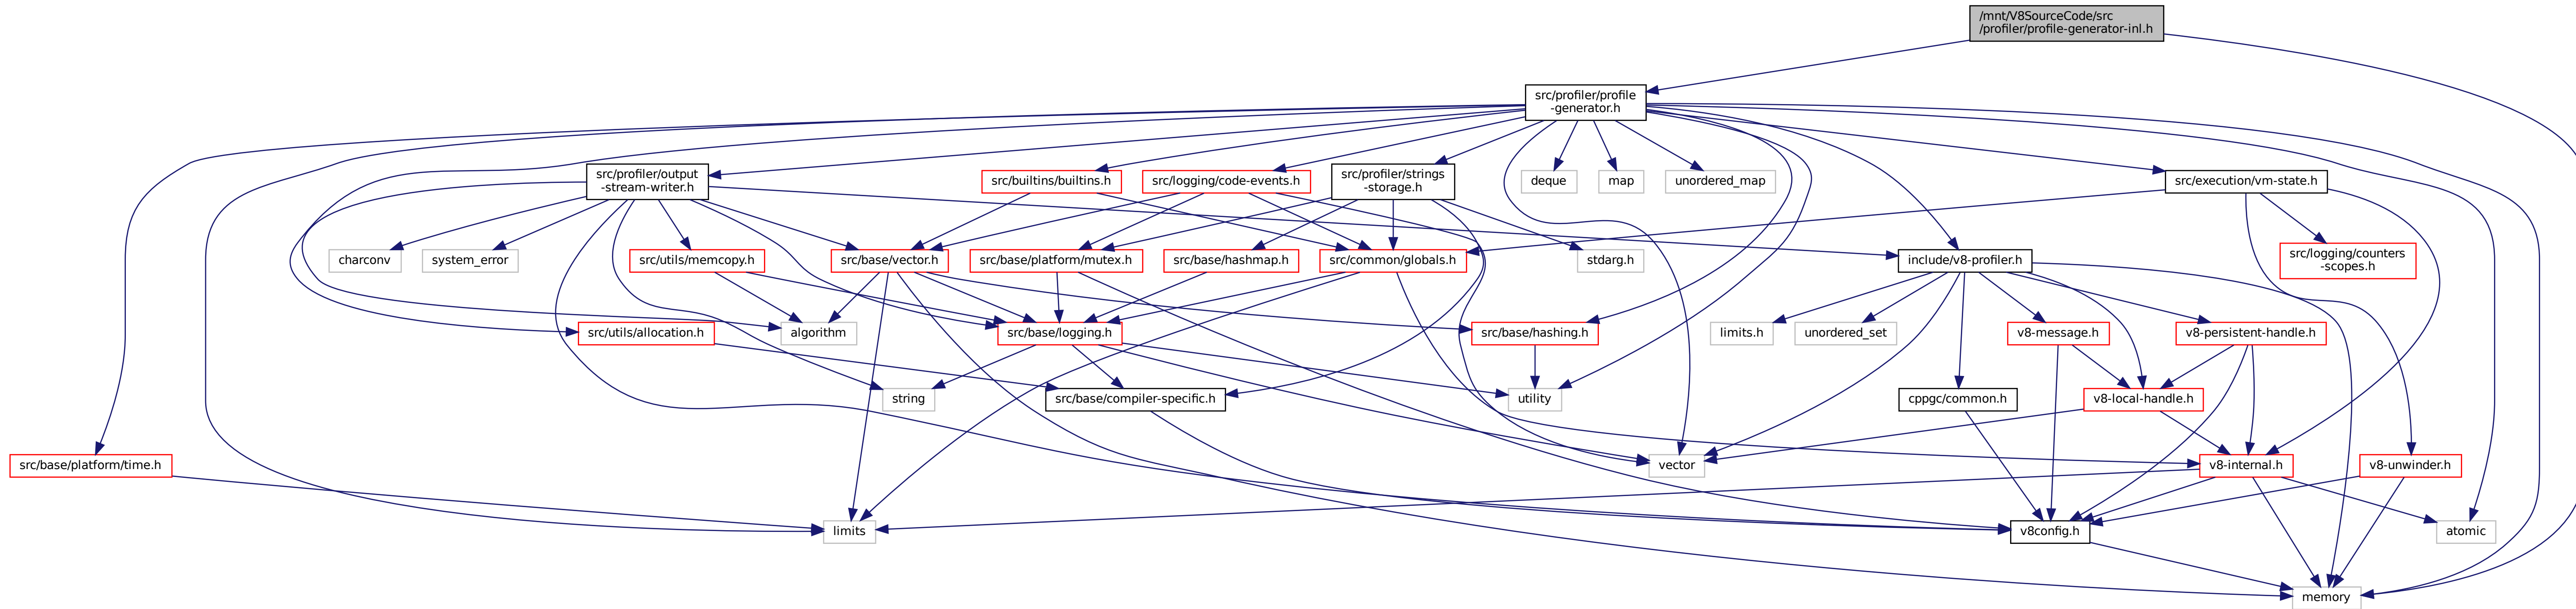 /mnt/V8SourceCode/src
/profiler/profile-generator-inl.h
src/profiler/profile
-generator.h
src/profiler/output
-stream-writer.h
src/builtins/builtins.h
src/logging/code-events.h
src/profiler/strings
-storage.h
deque
map
unordered_map
src/execution/vm-state.h
charconv
system_error
src/utils/memcopy.h
src/base/vector.h
src/base/platform/mutex.h
src/base/hashmap.h
src/common/globals.h
stdarg.h
include/v8-profiler.h
src/logging/counters
-scopes.h
src/utils/allocation.h
algorithm
src/base/logging.h
src/base/hashing.h
limits.h
unordered_set
v8-message.h
v8-persistent-handle.h
string
src/base/compiler-specific.h
utility
cppgc/common.h
v8-local-handle.h
src/base/platform/time.h
vector
v8-internal.h
v8-unwinder.h
limits
v8config.h
atomic
memory